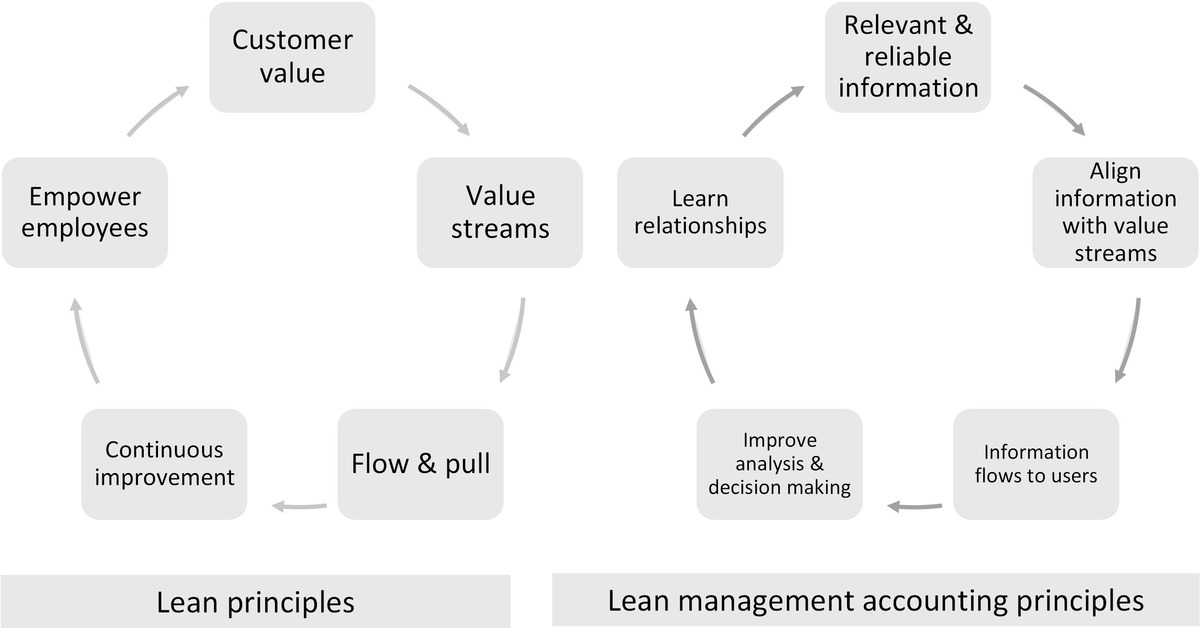 Customer
value
Value
streams
Flow & pull
Continuous
improvement
Empower
employees
Lean principles
Relevant &
reliable
information
Align
information
with value
streams
Information
flows to users
Improve
analysis &
decision making
Learn
relationships
Lean management accounting principles